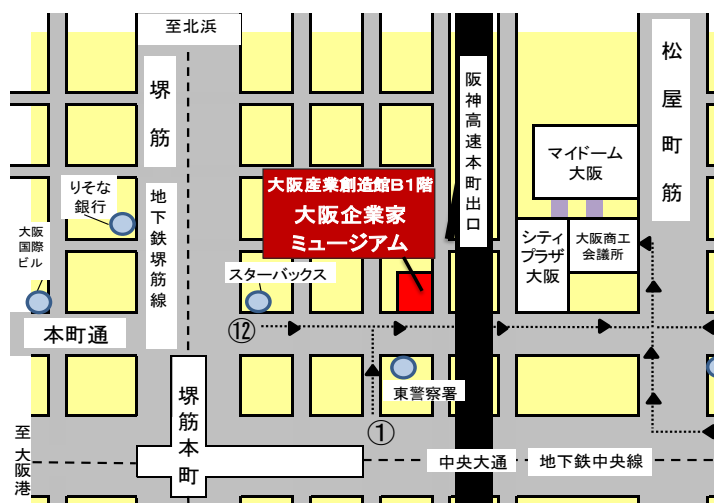 至北浜
堺筋
阪神高速本町出口
松屋町筋
マイドーム
大阪
大阪産業創造館B1階
大阪企業家
ミュージアム
りそな
銀行
地下鉄堺筋線
大阪
国際
ビル
シティ
プラザ
大阪
大阪商工
会議所
スターバックス
本町通
⑫
東警察署
堺筋本町
①
至大阪港
中央大通
地下鉄中央線